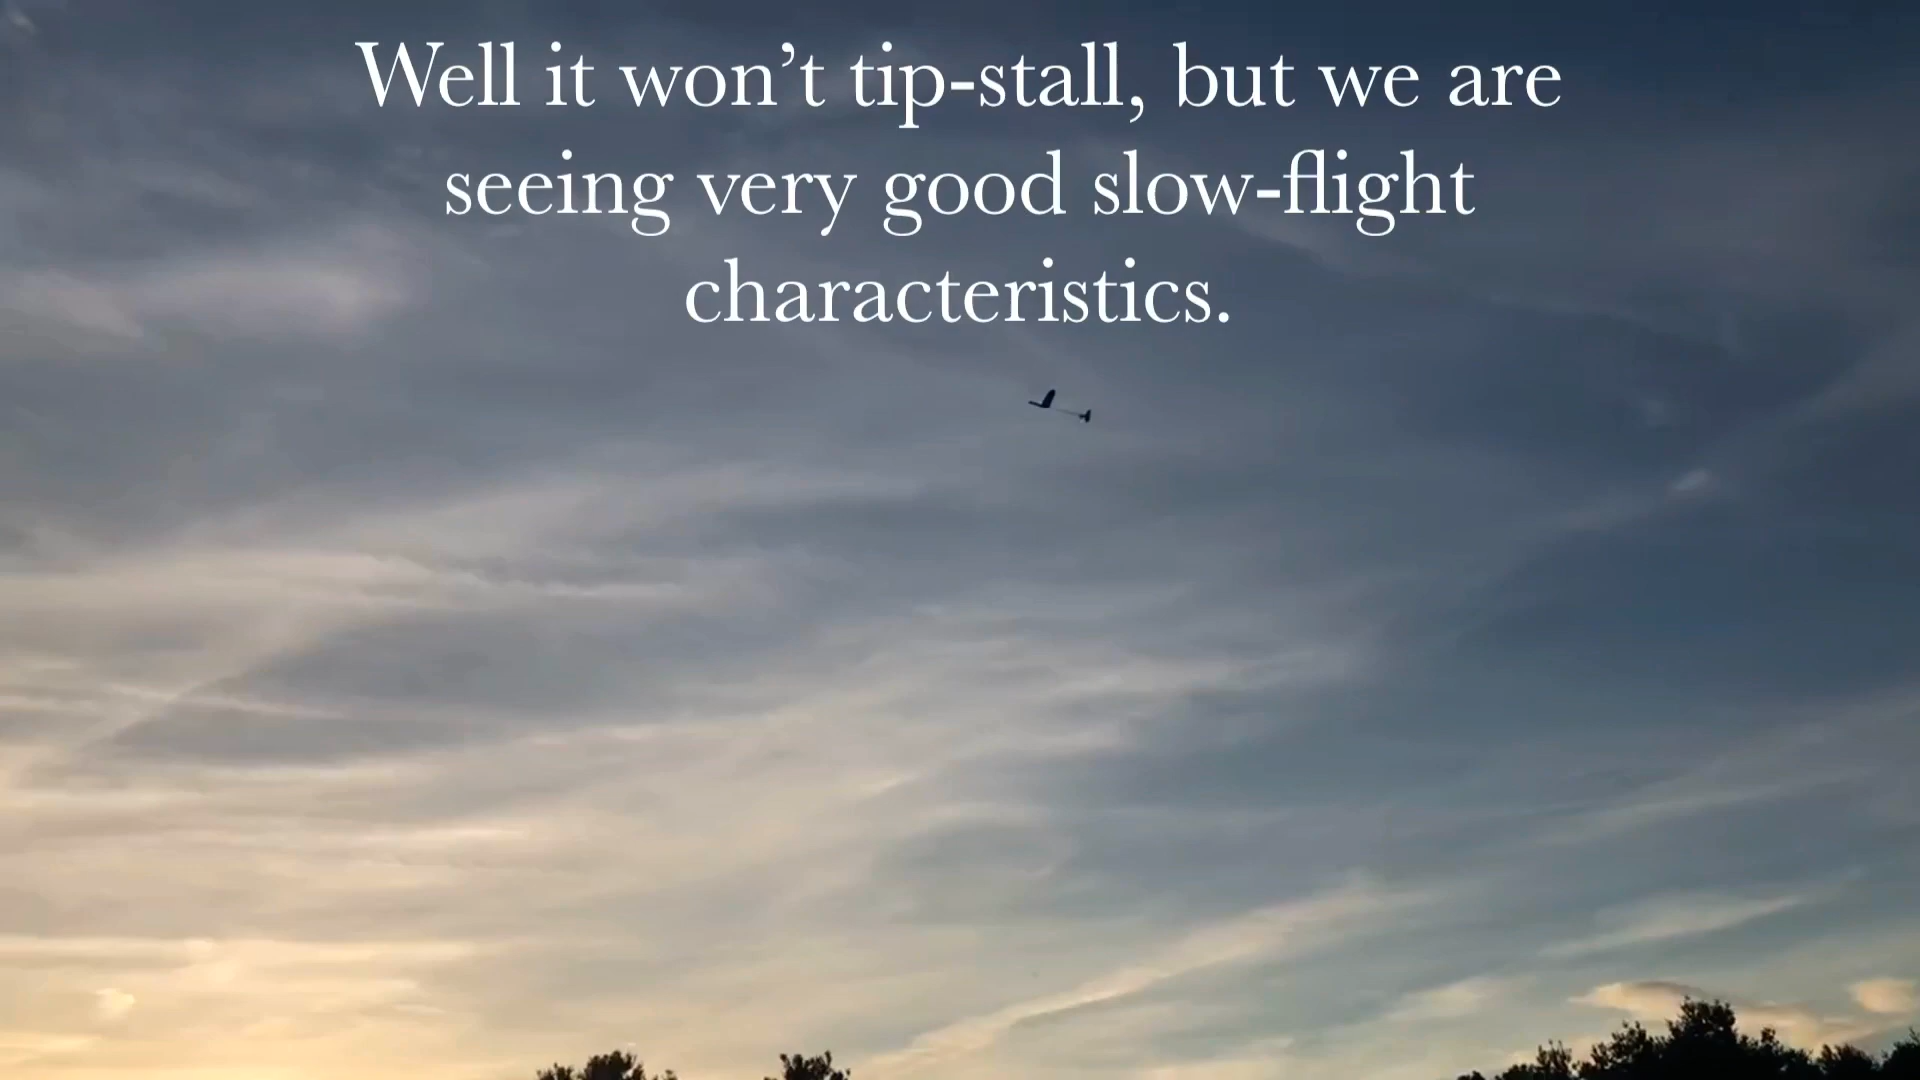 Well it won’t tip-stall, but we are
seeing very good slow-flight
characteristics.